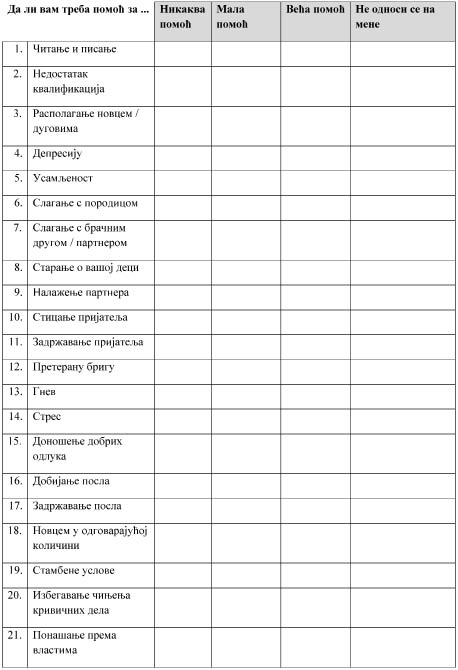 Да ли вам треба помоћ за ... Никаква помоћ Мала помоћ Већа помоћ Не односи се на мене
1. Читање и писање
2. Недостатак
квалификација
3. Располагање новцем /
дуговима
4. Депресију
5. Усамљеност
6. Слагање с породицом
7. Слагање с брачним
другом / партнером
8. Старање о вашој деци
9. Налажење партнера
10. Стицање пријатеља
11. Задржавање пријатеља
12. Претерану бригу
13. Гнев
14. Стрес
15. Доношење добрих
одлука
16. Добијање посла
17. Задржавање посла
18. Новцем у одговарајућој
количини
19. Стамбене услове
20. Избегавање чињења
кривичних дела
21. Понашање према
властима